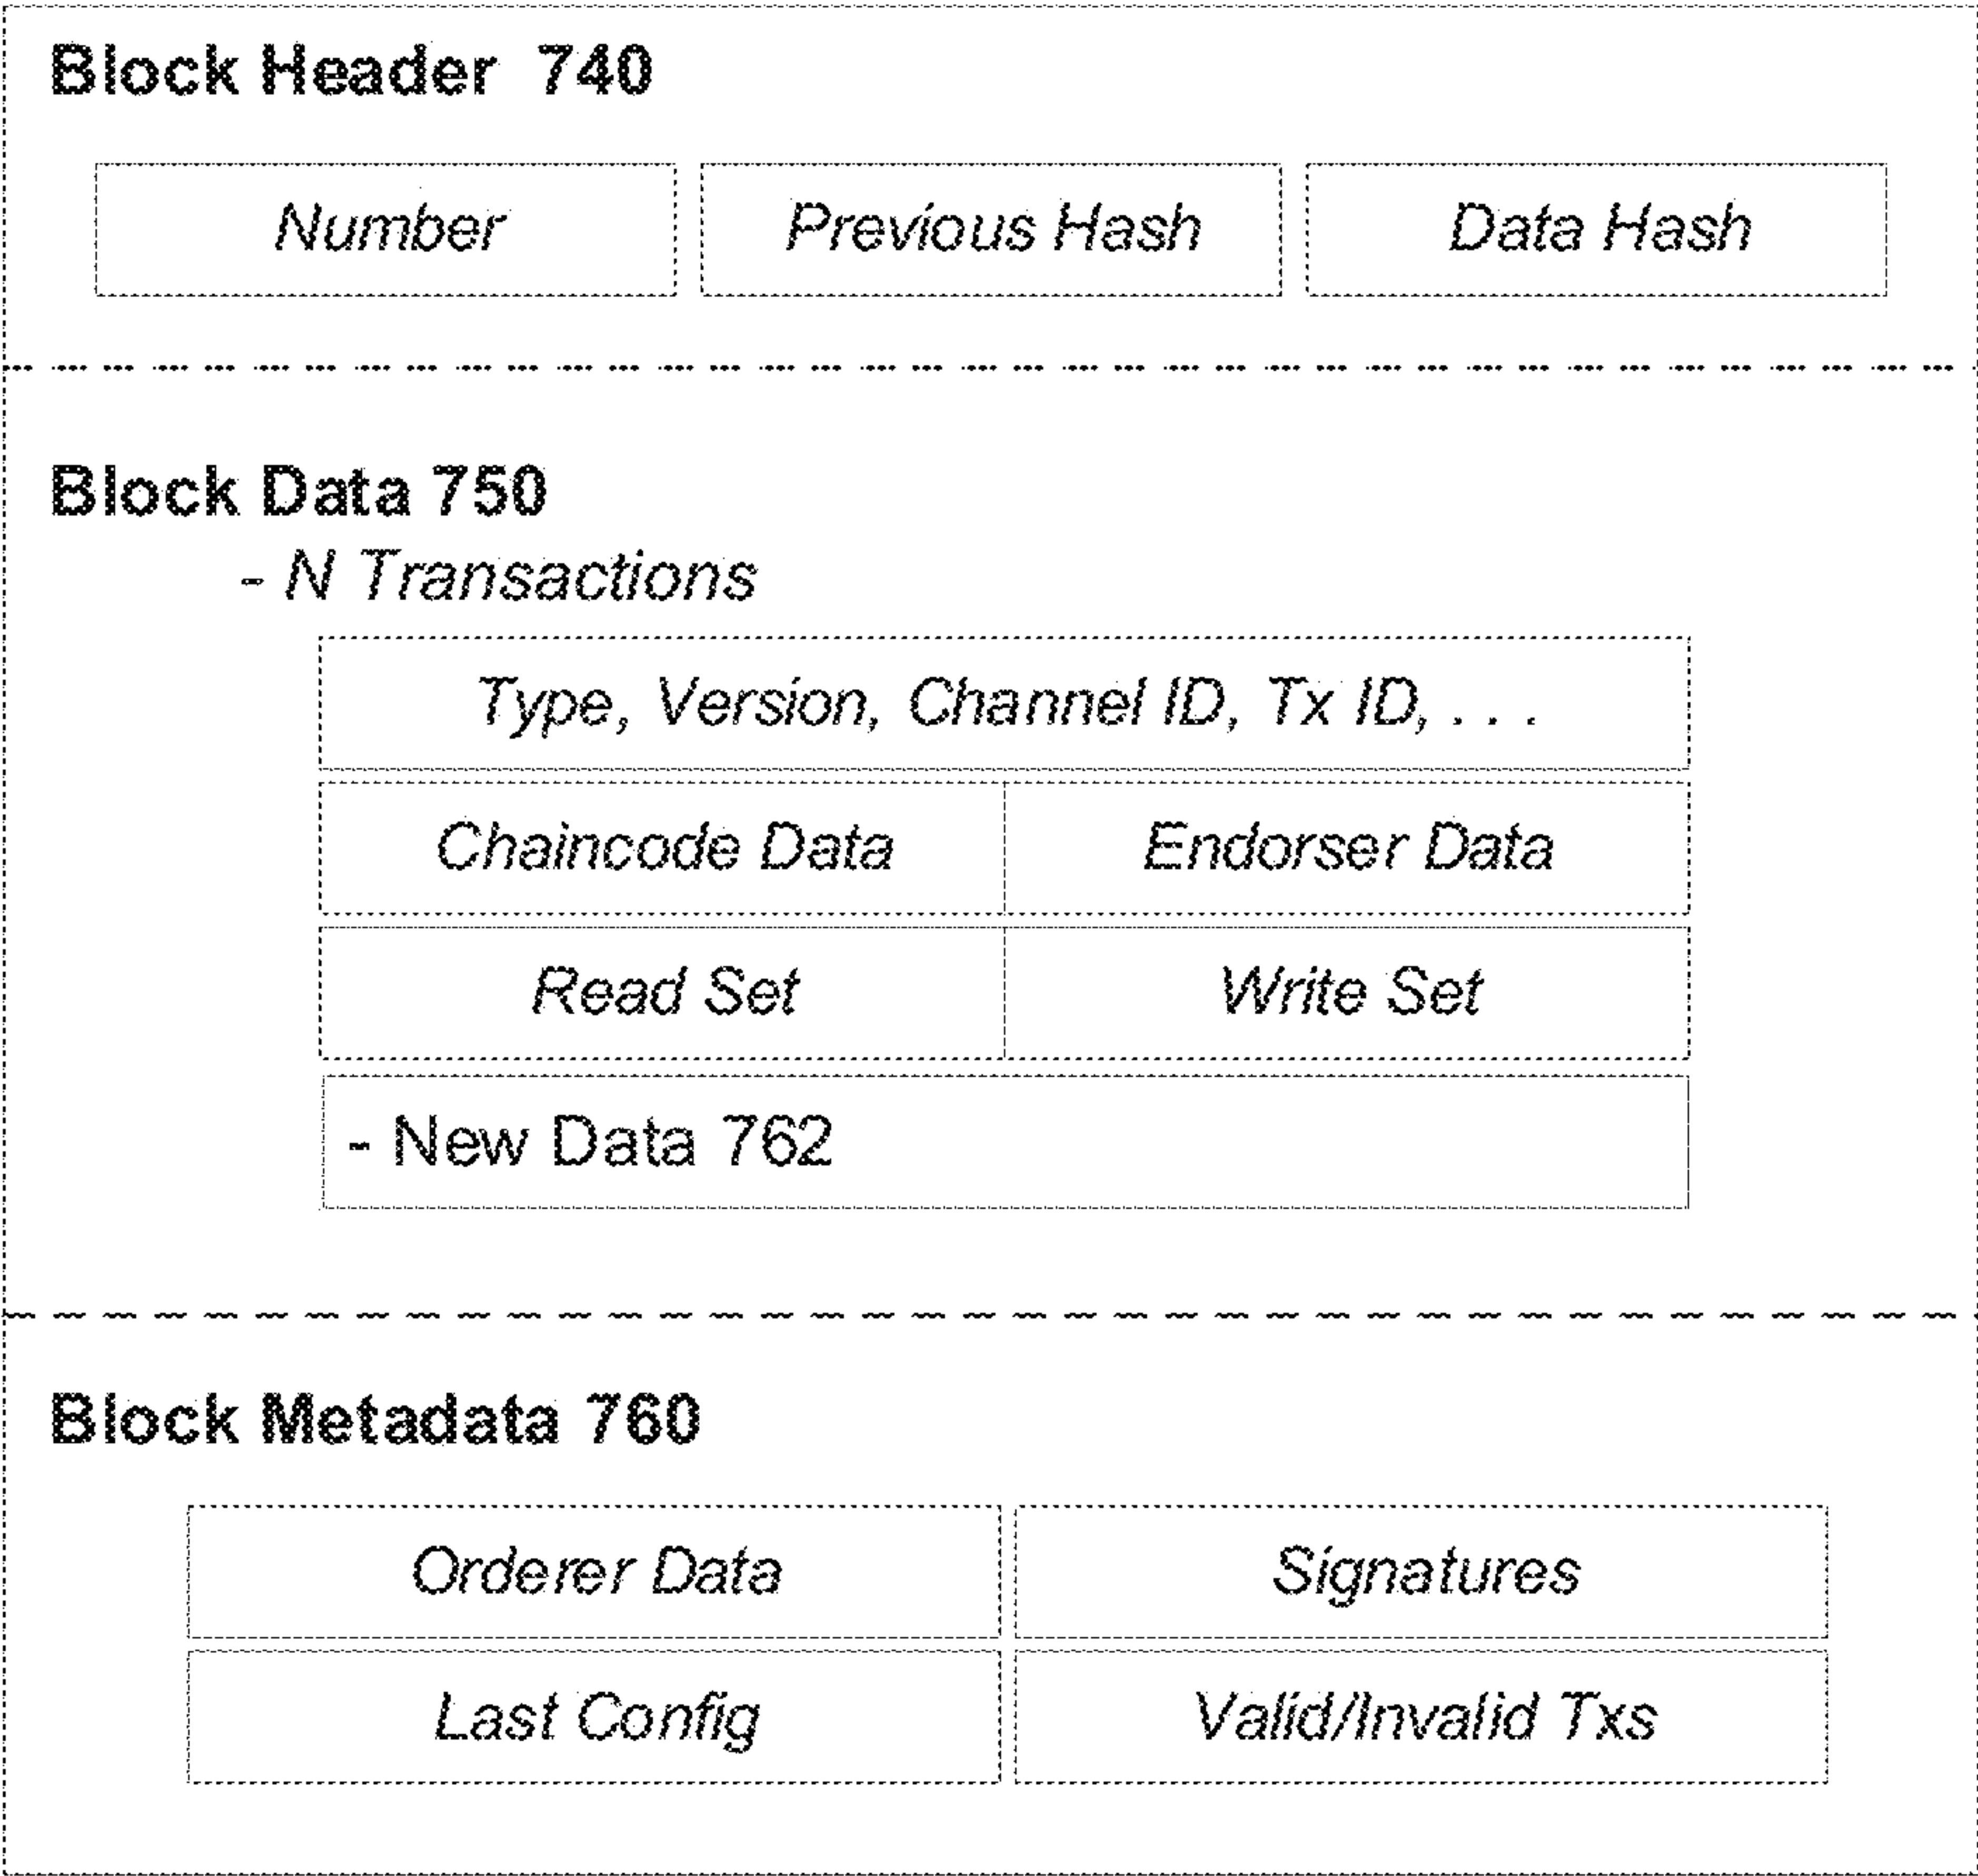 Block Header 740
Number Previous Hash Data Hash
Block Data 750
- N Transactions
Type, Version, Channel ID, Tx ID, . . .
Chaincode Data Endorser Data
Read Set Write Set
- New Data 762
Block Metadata 760
Orderer Data Signatures
Last Config Valid/Invalid Txs